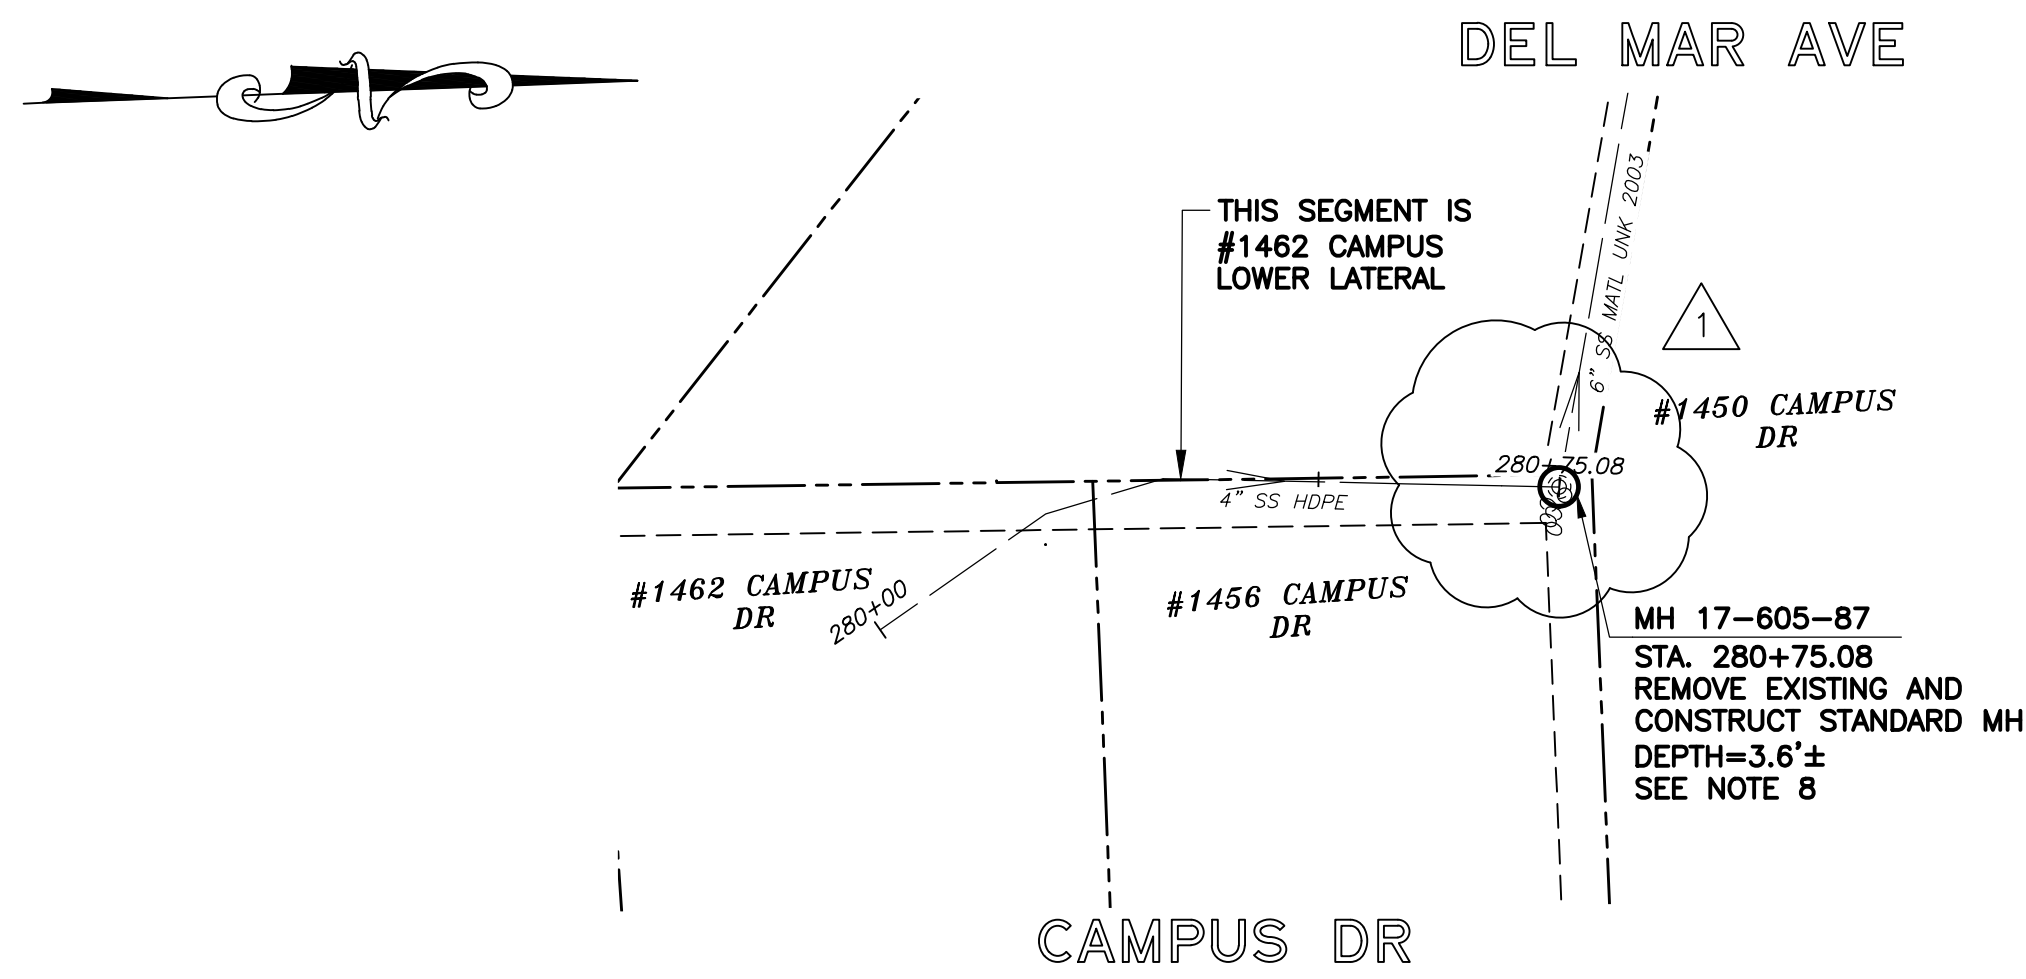 DEL MAR AVE
N
THIS SEGMENT IS
#1462 CAMPUS
LOWER LATERAL
6" SS MATL UNK 2003
1
#1450 CAMPUS
DR
280+75.08
4" SS HDPE
#1462 CAMPUS
DR
280+00
#1456 CAMPUS
DR
MH 17-605-87
STA. 280+75.08
REMOVE EXISTING AND
CONSTRUCT STANDARD MH
DEPTH=3.6'±
SEE NOTE 8
CAMPUS DR